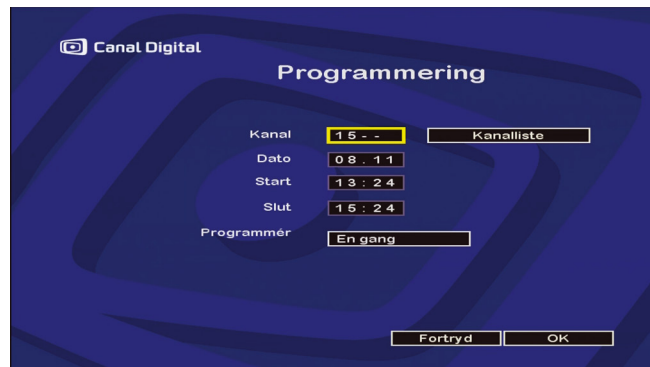 Canal Digital
Programmering
Kanal 15-- Kanalliste
Dato 08.11
Start 13:24
Slut 15:24
Programmér En gang
Fortryd OK